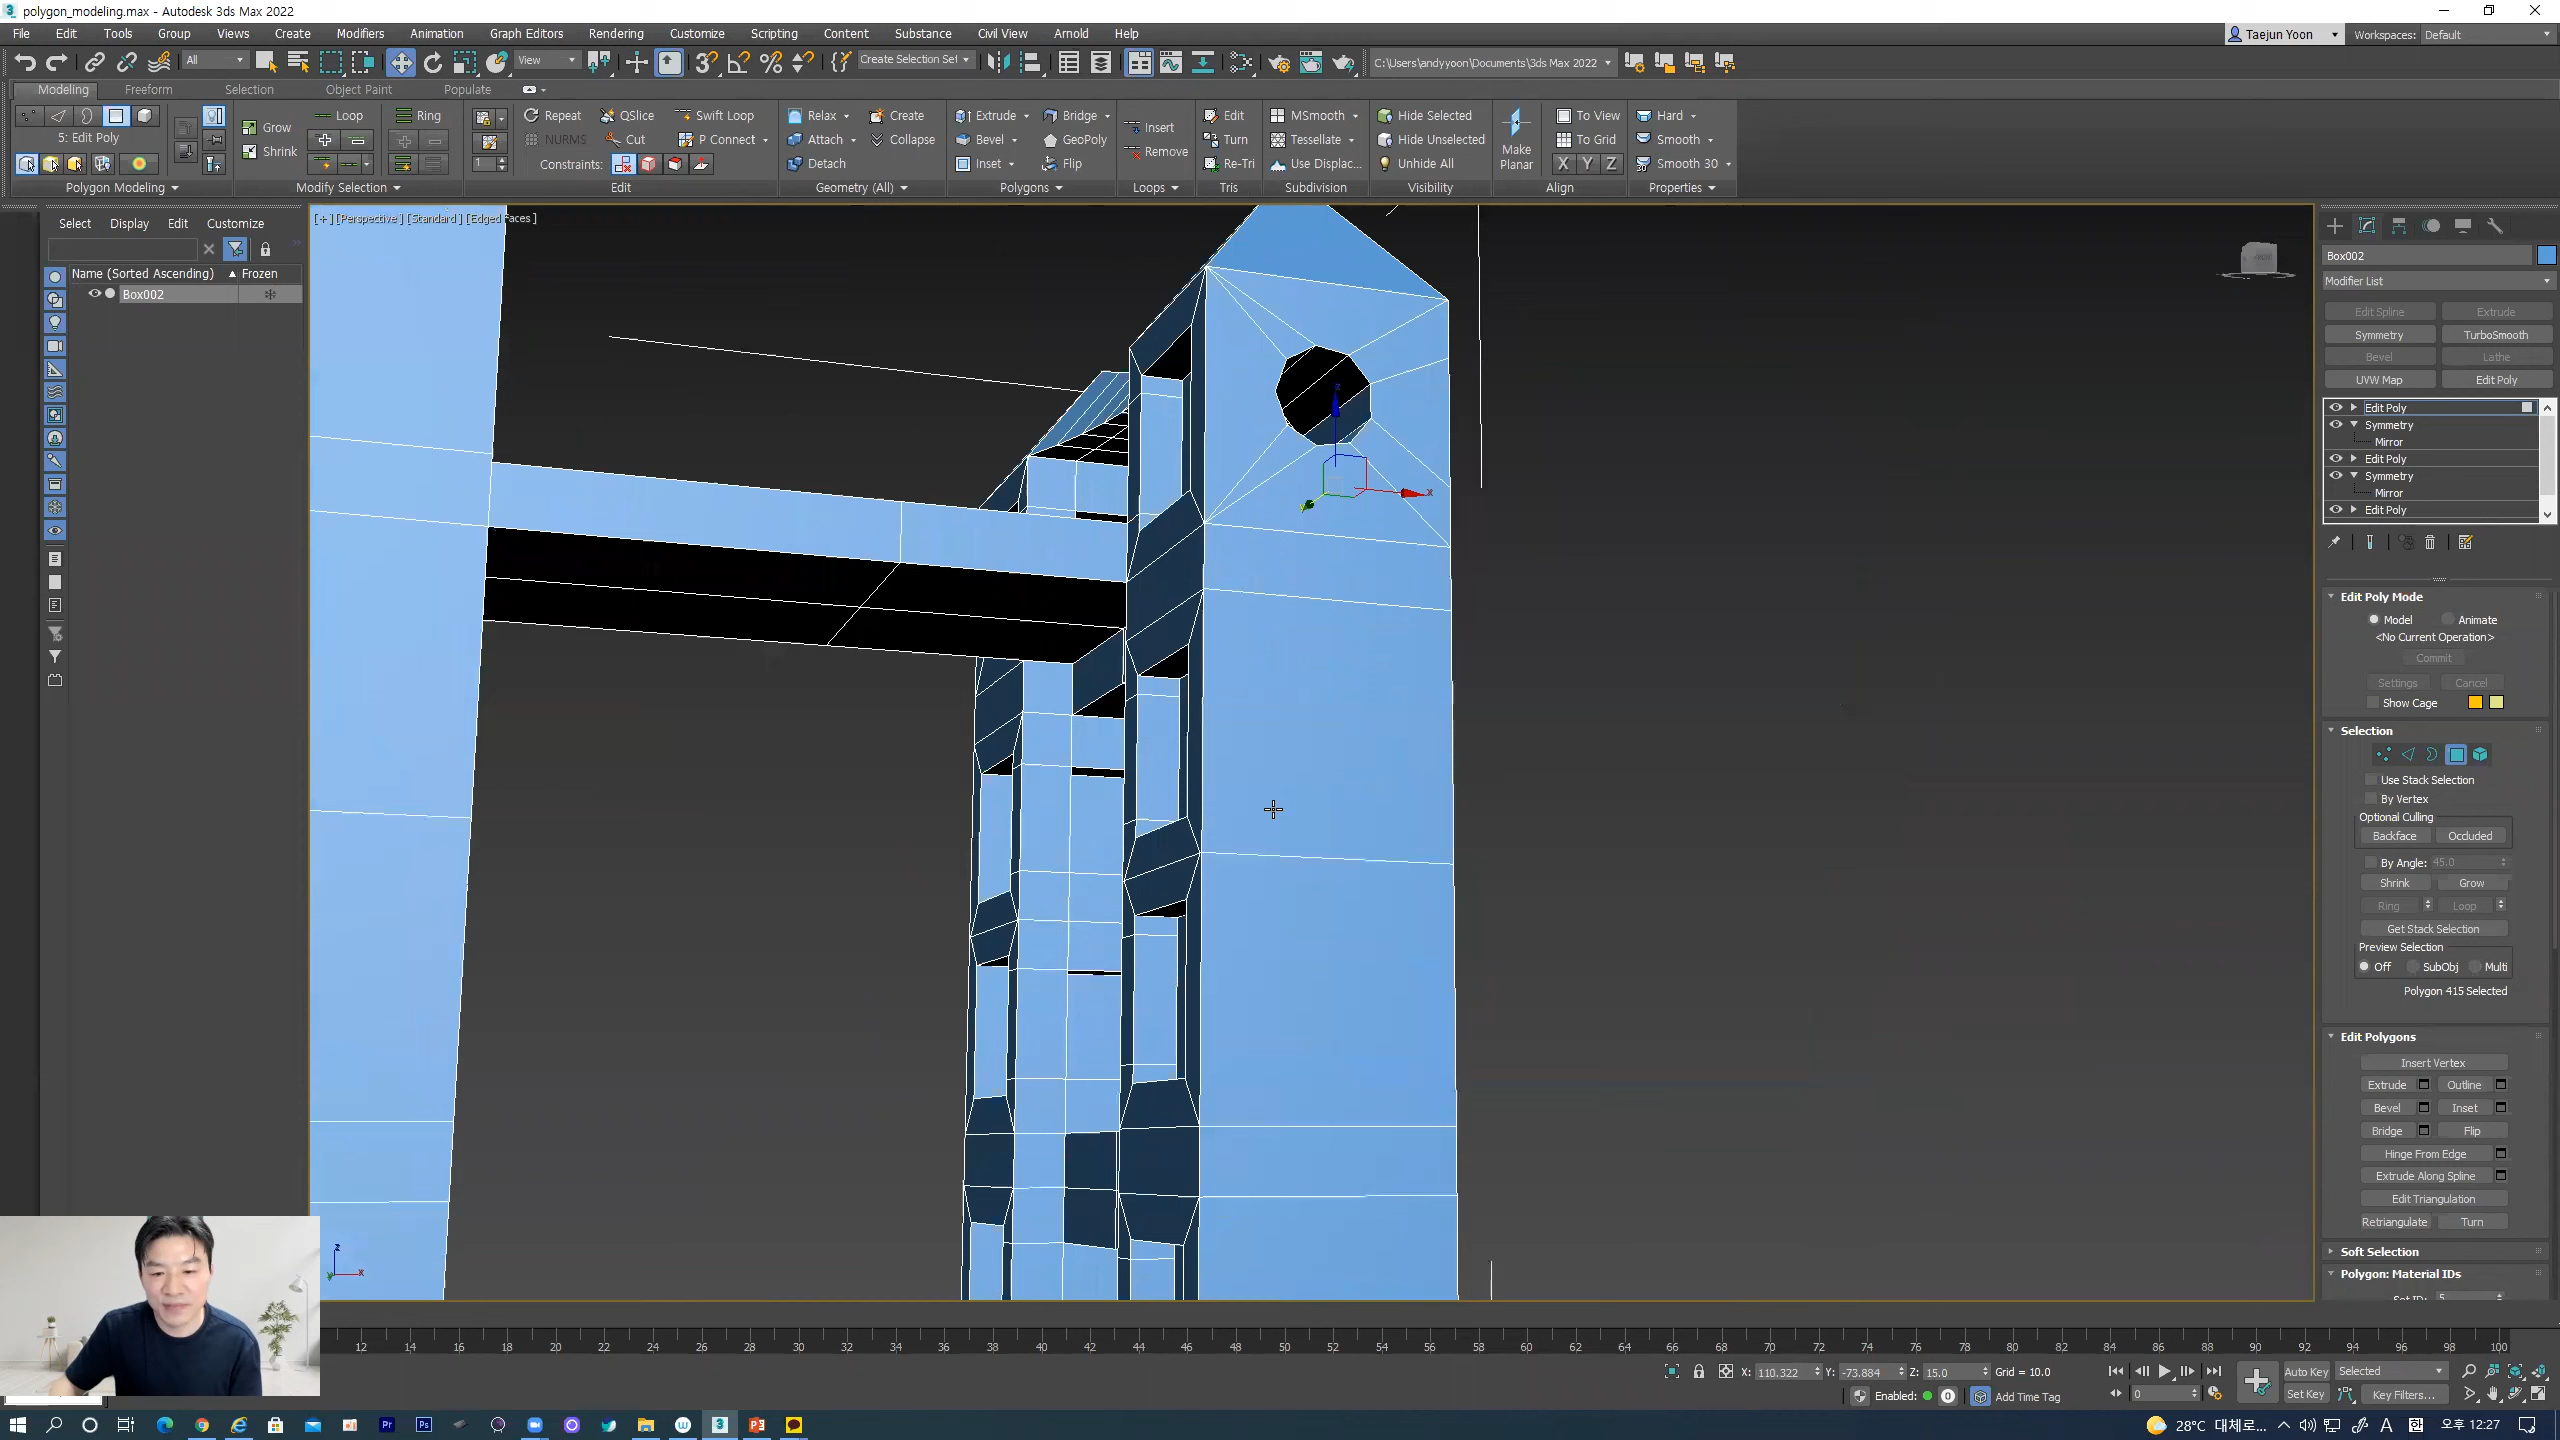 polygon_modeling.max - Autodesk 3ds Max 2022
File Edit Tools Group Views Create Modifiers Animation Graph Editors Rendering Customize Scripting Content Substance Civil View Arnold Help
Taejun Yoon Workspaces: Default
All View Create Selection Set C:\Users\andyyoon\Documents\3ds Max 2022
Modeling Freeform Selection Object Paint Populate
Loop Ring Repeat QSlice Swift Loop Relax Create Extrude Bridge Edit MSmooth Hide Selected To View Hard
5: Edit Poly Grow Insert
NURMS Cut P Connect Attach Collapse Bevel GeoPoly Turn Tessellate Hide Unselected To Grid Smooth
Shrink Remove Make Planar
1 Constraints: Detach Inset Flip Re-Tri Use Displac... Unhide All X Y Z Smooth 30
Polygon Modeling Modify Selection Edit Geometry (All) Polygons Loops Tris Subdivision Visibility Align Properties
Select Display Edit Customize
Name (Sorted Ascending) Frozen
Box002
[+] [Perspective] [Standard] [Edged Faces]
z
x
z
x
y
Box002
Modifier List
Edit Spline Extrude
Symmetry TurboSmooth
Bevel Lathe
UVW Map Edit Poly
Edit Poly
Symmetry
Mirror
Edit Poly
Symmetry
Mirror
Edit Poly
Edit Poly Mode
Model Animate
<No Current Operation>
Commit
Settings Cancel
Show Cage
Selection
Use Stack Selection
By Vertex
Optional Culling
Backface Occluded
By Angle: 45.0
Shrink Grow
Ring Loop
Get Stack Selection
Preview Selection
Off SubObj Multi
Polygon 415 Selected
Edit Polygons
Insert Vertex
Extrude Outline
Bevel Inset
Bridge Flip
Hinge From Edge
Extrude Along Spline
Edit Triangulation
Retriangulate Turn
Soft Selection
Polygon: Material IDs
12 14 16 18 20 22 24 26 28 30 32 34 36 38 40 42 44 46 48 50 52 54 56 58 60 62 64 66 68 70 72 74 76 78 80 82 84 86 88 90 92 94 96 98 100
X: 110.322 Y: -73.884 Z: 15.0 Grid = 10.0 Auto Key Selected
Enabled: 0 Add Time Tag 0 Set Key Key Filters...
28°C 대체로... A 한 오후 12:27